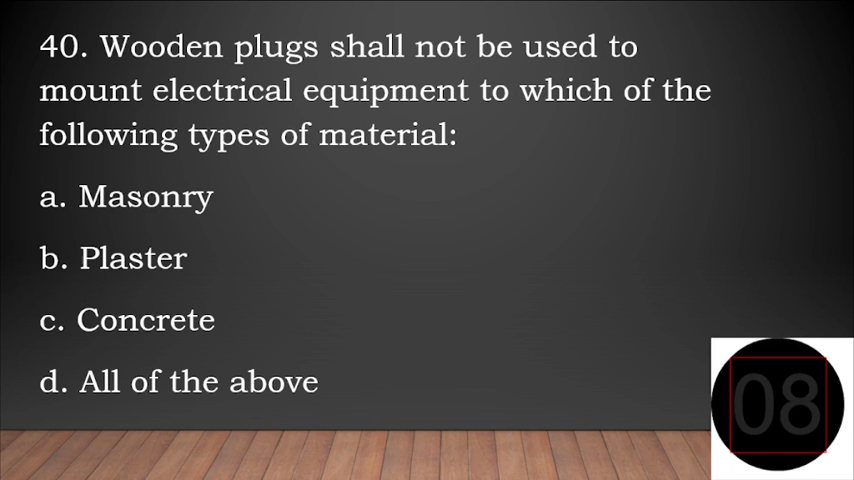 40. Wooden plugs shall not be used to
mount electrical equipment to which of the
following types of material:
a. Masonry
b. Plaster
c. Concrete
d. All of the above
08